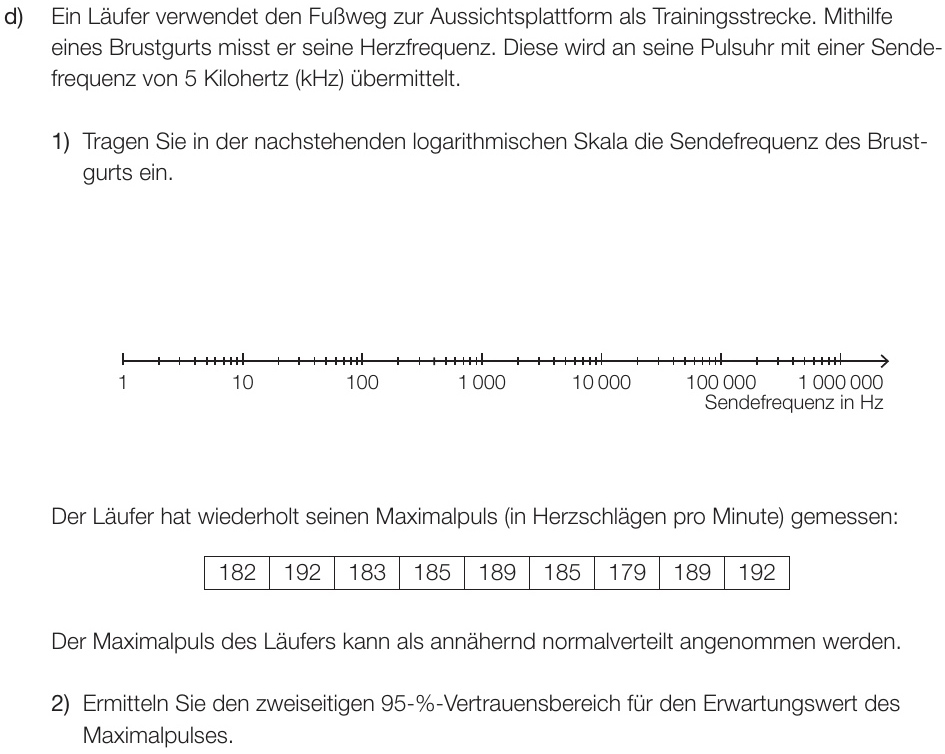 d) Ein Läufer verwendet den Fußweg zur Aussichtsplattform als Trainingsstrecke. Mithilfe
eines Brustgurts misst er seine Herzfrequenz. Diese wird an seine Pulsuhr mit einer Sende-
frequenz von 5 Kilohertz (kHz) übermittelt.
1) Tragen Sie in der nachstehenden logarithmischen Skala die Sendefrequenz des Brust-
gurts ein.
1 10 100 1 000 10 000 100 000 1 000 000
Sendefrequenz in Hz
Der Läufer hat wiederholt seinen Maximalpuls (in Herzschlägen pro Minute) gemessen:
182 192 183 185 189 185 179 189 192
Der Maximalpuls des Läufers kann als annähernd normalverteilt angenommen werden.
2) Ermitteln Sie den zweiseitigen 95-%-Vertrauensbereich für den Erwartungswert des
Maximalpulses.